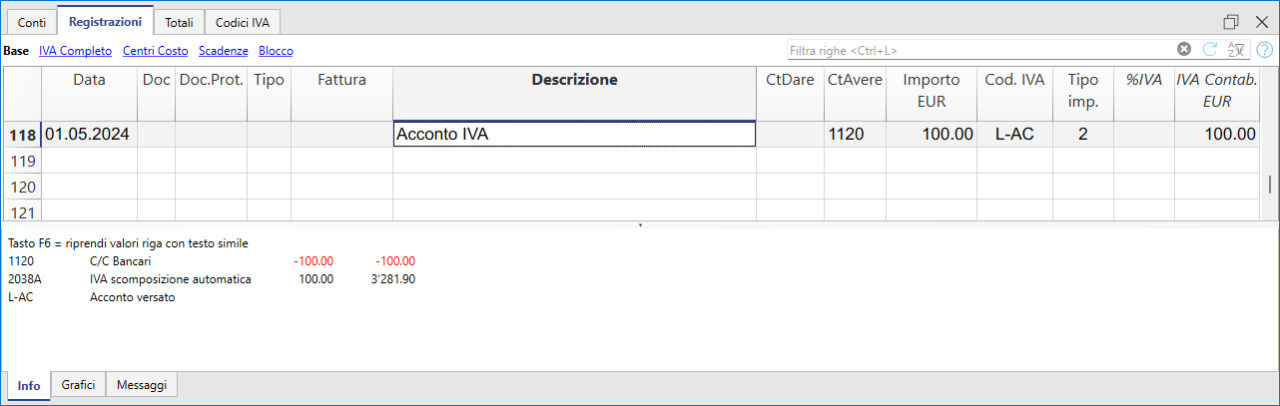 Conti Registrazioni Totali Codici IVA
Base IVA Completo Centri Costo Scadenze Blocco Filtra righe <Ctrl+L>
Data Doc Doc.Prot. Tipo Fattura Descrizione CtDare CtAvere Importo EUR Cod. IVA Tipo imp. %IVA IVA Contab. EUR
118 01.05.2024 Acconto IVA 1120 100.00 L-AC 2 100.00
119
120
121
Tasto F6 = riprendi valori riga con testo simile
1120 C/C Bancari -100.00 -100.00
2038A IVA scomposizione automatica 100.00 3'281.90
L-AC Acconto versato
Info Grafici Messaggi